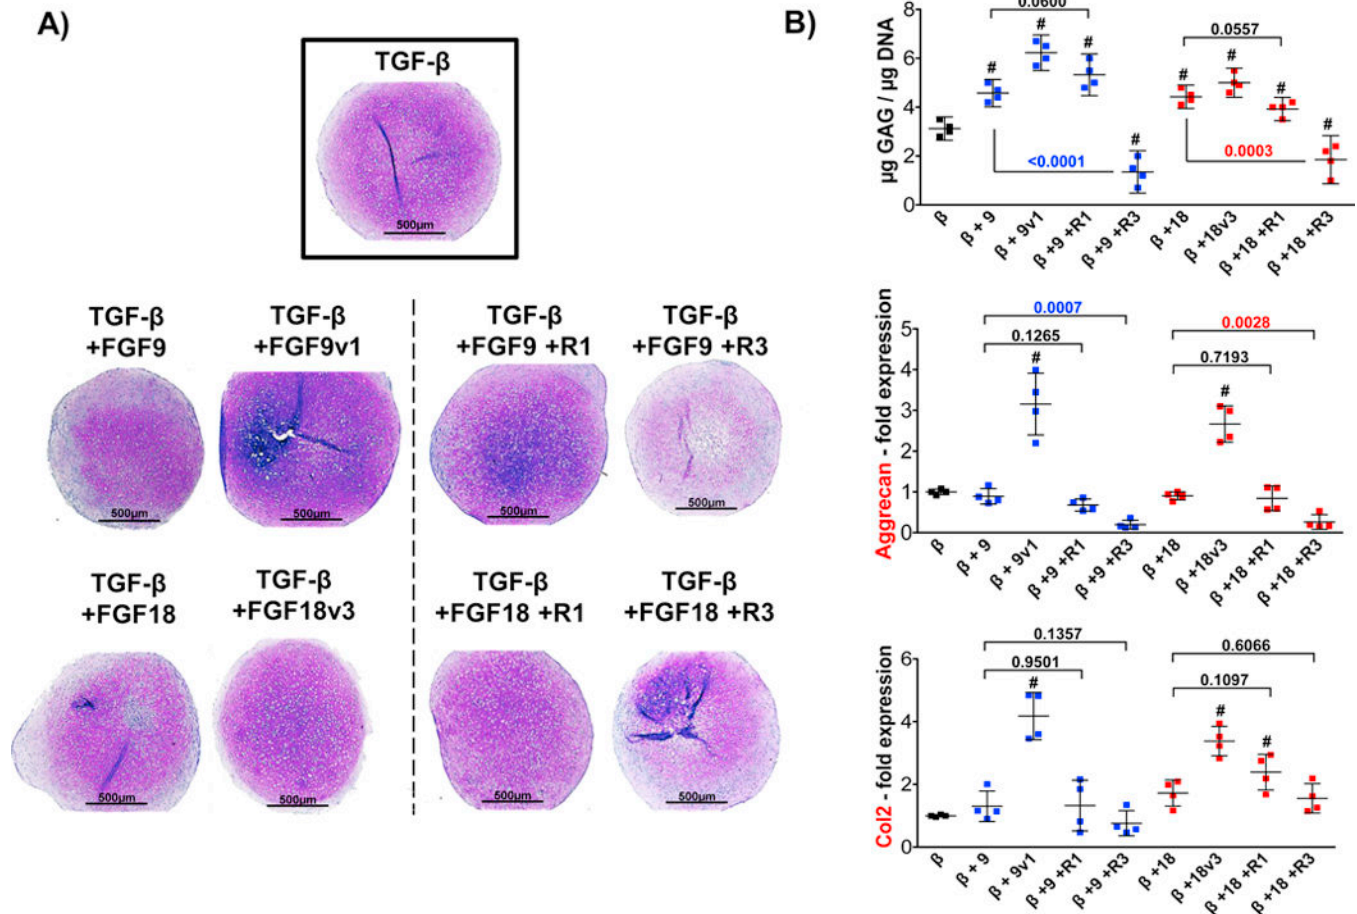 A)
TGF-β
500µm
TGF-β
+FGF9
500µm
TGF-β
+FGF9v1
500µm
TGF-β
+FGF9 +R1
500µm
TGF-β
+FGF9 +R3
500µm
TGF-β
+FGF18
500µm
TGF-β
+FGF18v3
500µm
TGF-β
+FGF18 +R1
500µm
TGF-β
+FGF18 +R3
500µm
B)
µg GAG / µg DNA
8
6
4
2
0
0.0600
0.0557
# # # # # # # #
<0.0001
0.0003
β
β + 9
β + 9v1
β +9 +R1
β +9 +R3
β +18
β +18v3
β +18 +R1
β +18 +R3
Aggrecan - fold expression
5
4
3
2
1
0
0.0007
0.1265
#
0.0028
0.7193
#
β
β + 9
β + 9v1
β +9 +R1
β +9 +R3
β +18
β +18v3
β +18 +R1
β +18 +R3
Col2 - fold expression
6
4
2
0
0.1357
0.9501
#
0.6066
0.1097
# #
β
β + 9
β + 9v1
β +9 +R1
β +9 +R3
β +18
β +18v3
β +18 +R1
β +18 +R3